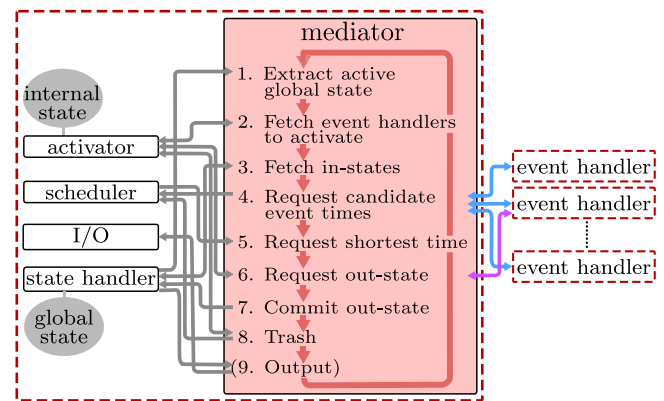 mediator
internal
state
activator
scheduler
I/O
state handler
global
state
1. Extract active
global state
2. Fetch event handlers
to activate
3. Fetch in-states
4. Request candidate
event times
5. Request shortest time
6. Request out-state
7. Commit out-state
8. Trash
(9. Output)
event handler
event handler
event handler